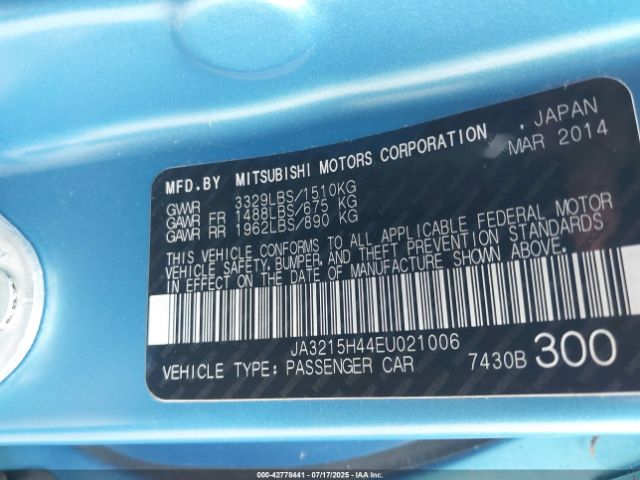 MFD.BY MITSUBISHI MOTORS CORPORATION , JAPAN
GVWR 3329LBS/1510KG MAR 2014
GAWR FR 1488LBS/675 KG
GAWR RR 1962LBS/890 KG
THIS VEHICLE CONFORMS TO ALL APPLICABLE FEDERAL MOTOR
VEHICLE SAFETY, BUMPER, AND THEFT PREVENTION STANDARDS
IN EFFECT ON THE DATE OF MANUFACTURE SHOWN ABOVE.
JA3215H44EU021006
VEHICLE TYPE: PASSENGER CAR 7430B 300
000-42778441 - 07/17/2025 - IAAI.COM